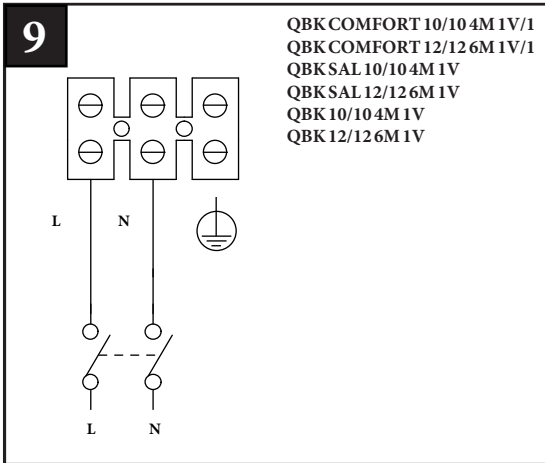 9
QBK COMFORT 10/10 4M 1V/1
QBK COMFORT 12/12 6M 1V/1
QBK SAL 10/10 4M 1V
QBK SAL 12/12 6M 1V
QBK 10/10 4M 1V
QBK 12/12 6M 1V
L N
L N